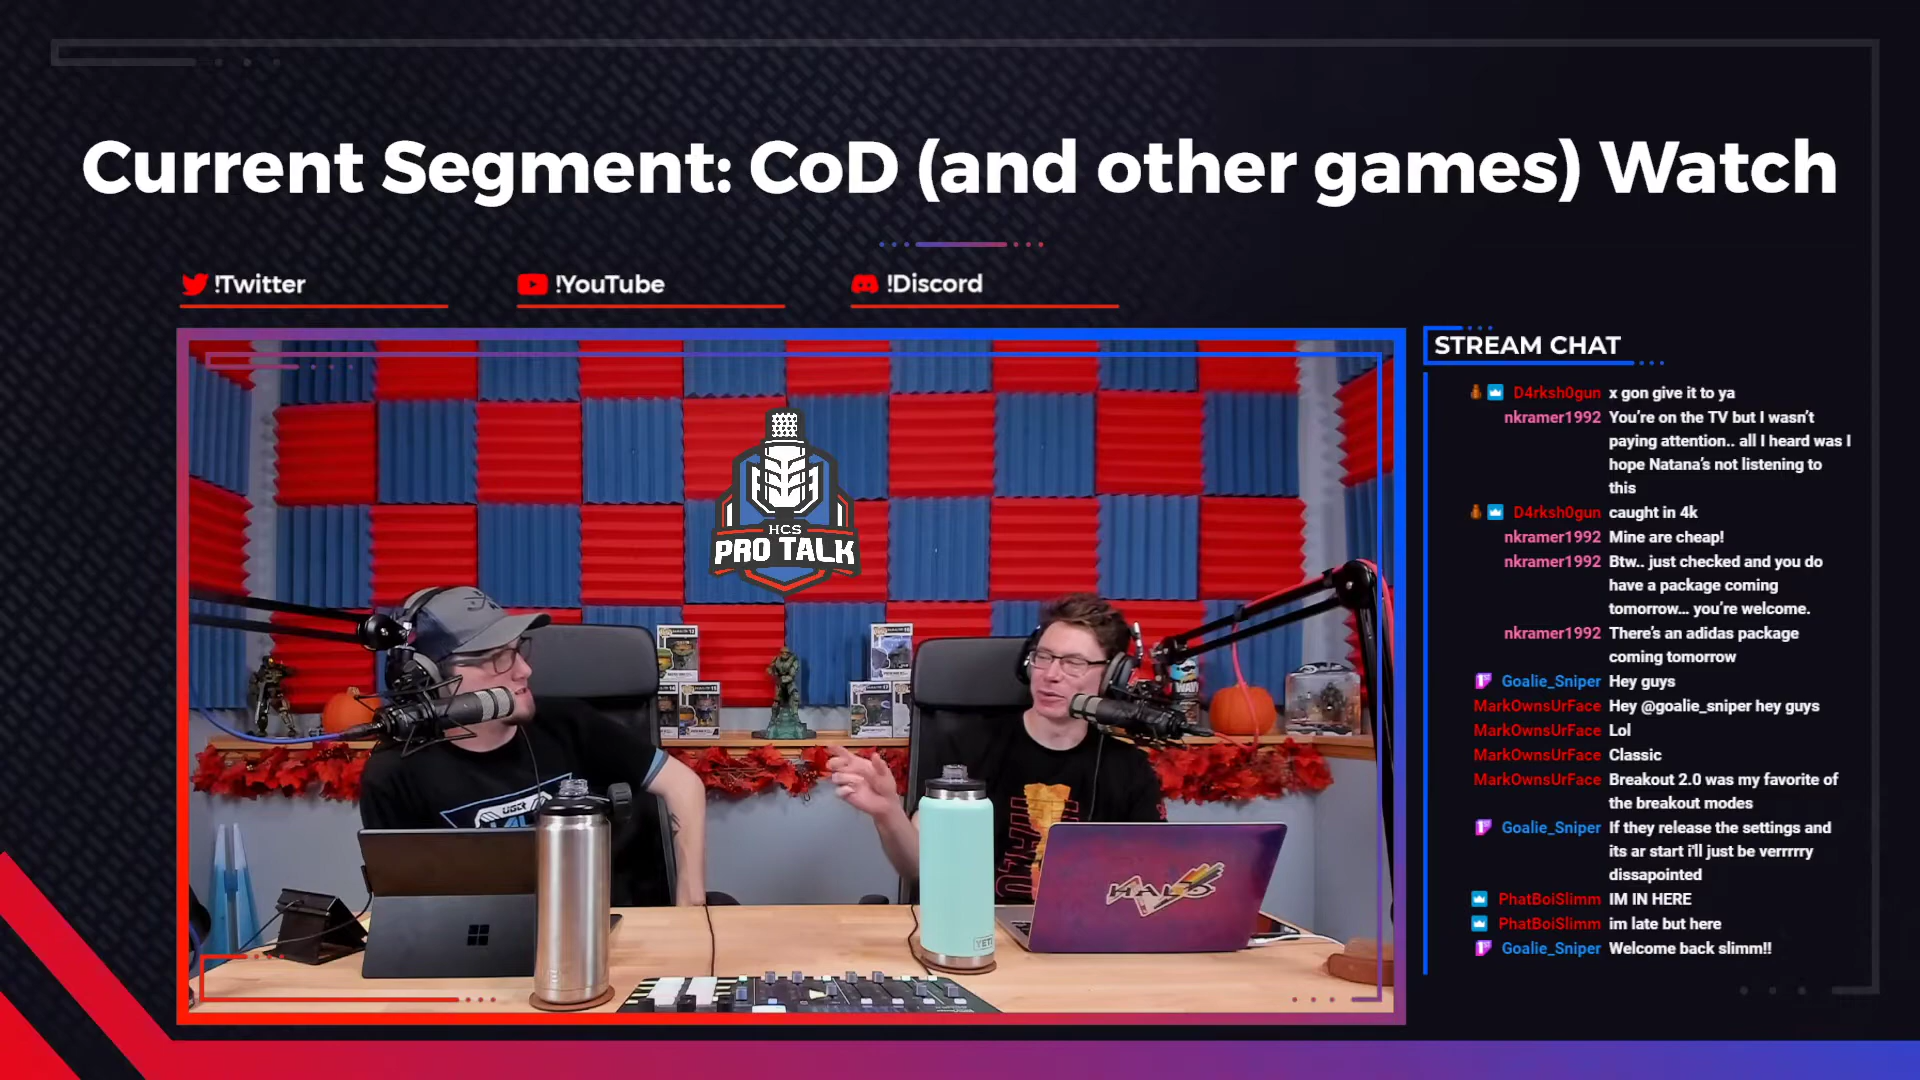 Current Segment: CoD (and other games) Watch
!Twitter
!YouTube
!Discord
STREAM CHAT
D4rksh0gun x gon give it to ya
nkramer1992 You're on the TV but I wasn't
paying attention.. all I heard was I
hope Natana's not listening to
this
D4rksh0gun caught in 4k
nkramer1992 Mine are cheap!
nkramer1992 Btw.. just checked and you do
have a package coming
tomorrow... you're welcome.
nkramer1992 There's an adidas package
coming tomorrow
Goalie_Sniper Hey guys
MarkOwnsUrFace Hey @goalie_sniper hey guys
MarkOwnsUrFace Lol
MarkOwnsUrFace Classic
MarkOwnsUrFace Breakout 2.0 was my favorite of
the breakout modes
Goalie_Sniper If they release the settings and
its ar start i'll just be verrrrry
dissapointed
PhatBoiSlimm IM IN HERE
PhatBoiSlimm im late but here
Goalie_Sniper Welcome back slimm!!
HCS
PRO TALK
HALO
YETI